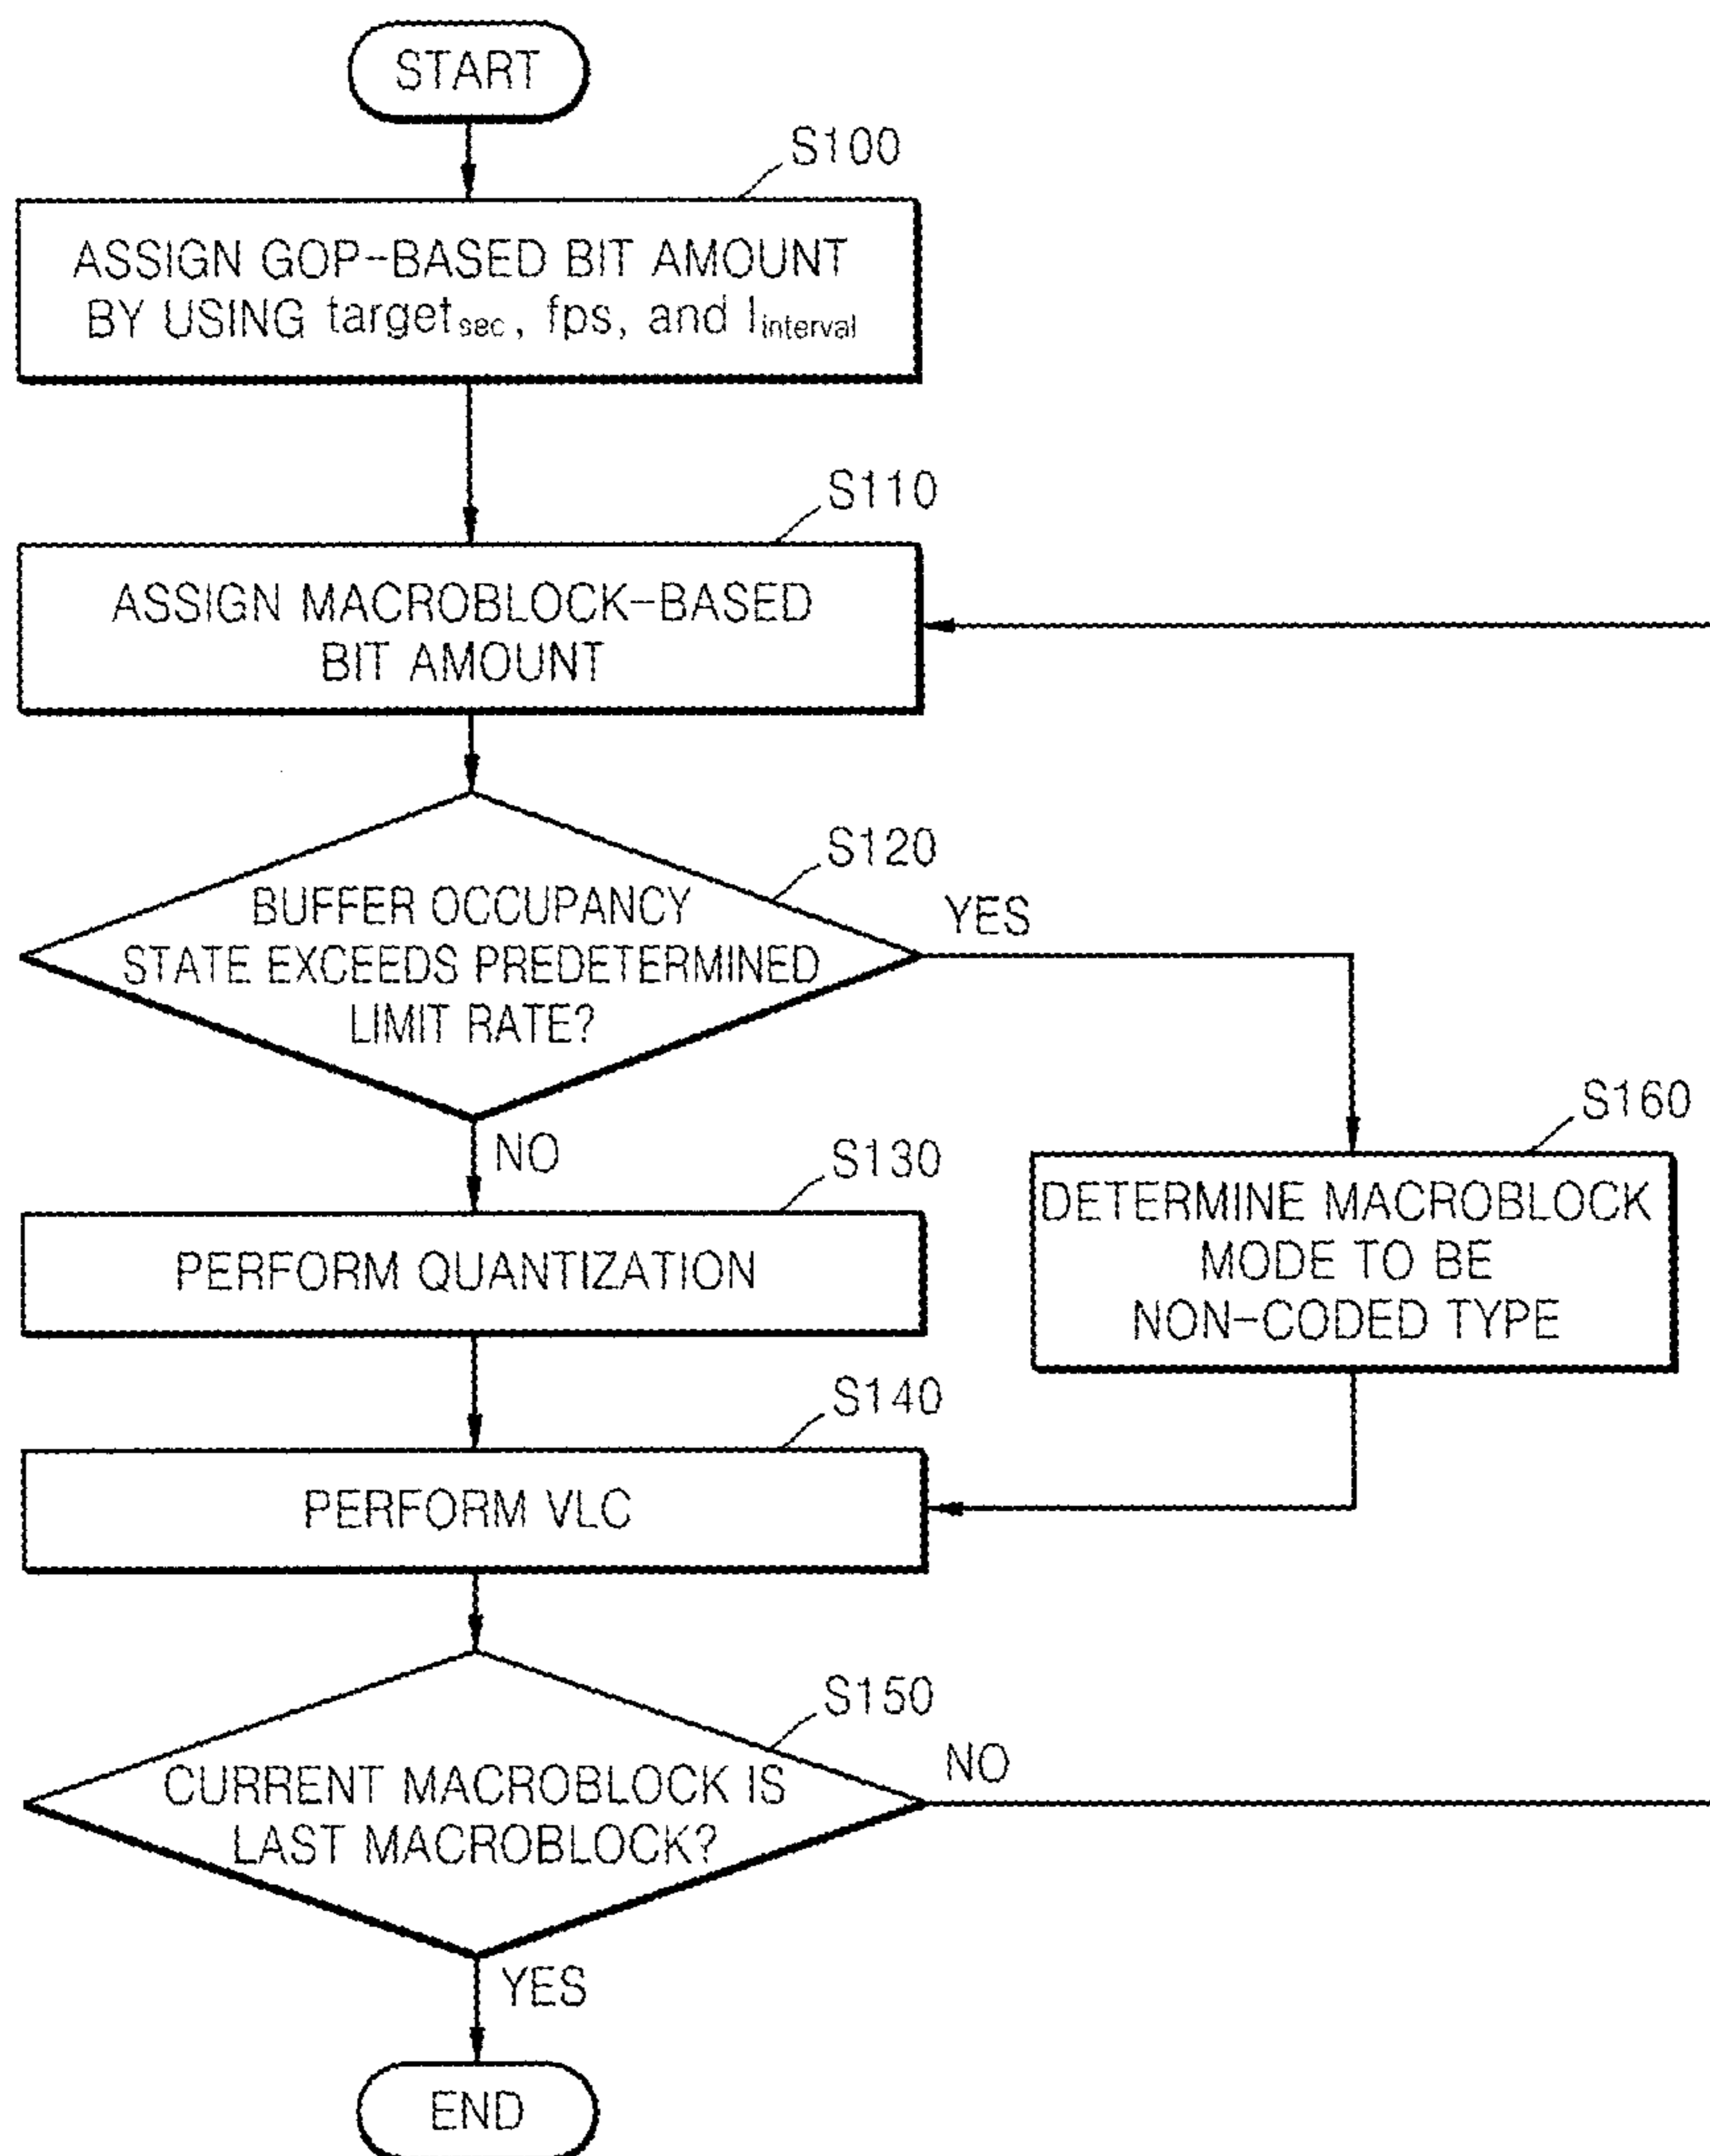 START
S100
ASSIGN GOP-BASED BIT AMOUNT
BY USING targetsec, fps, and Iinterval
S110
ASSIGN MACROBLOCK-BASED
BIT AMOUNT
S120
BUFFER OCCUPANCY
STATE EXCEEDS PREDETERMINED
LIMIT RATE?
YES
NO
S130
PERFORM QUANTIZATION
S160
DETERMINE MACROBLOCK
MODE TO BE
NON-CODED TYPE
S140
PERFORM VLC
S150
CURRENT MACROBLOCK IS
LAST MACROBLOCK?
NO
YES
END